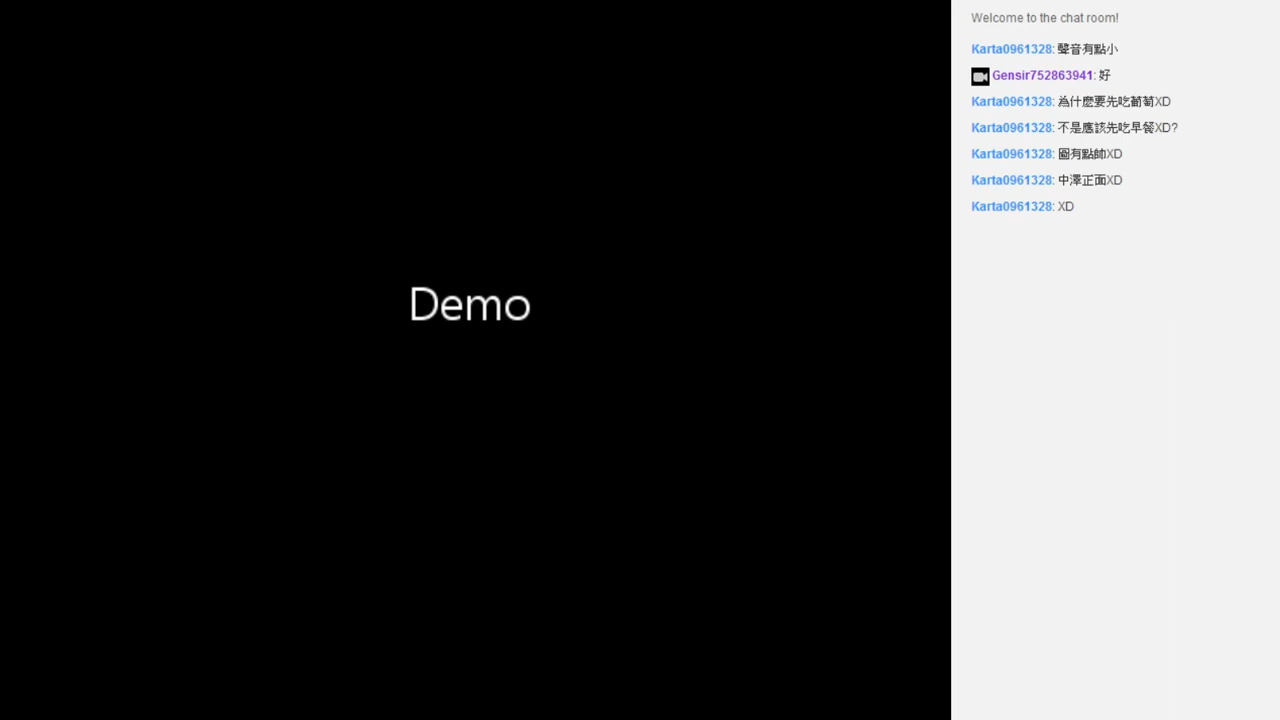 Demo
Welcome to the chat room!
Karta0961328: 聲音有點小
Gensir752863941: 好
Karta0961328: 為什麼要先吃葡萄XD
Karta0961328: 不是應該先吃早餐XD?
Karta0961328: 圈有點帥XD
Karta0961328: 中澤正面XD
Karta0961328: XD